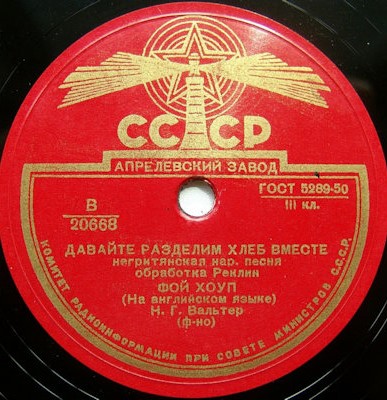 СССР
АПРЕЛЕВСКИЙ ЗАВОД
В
20668
ГОСТ 5289-50
III кл.
ДАВАЙТЕ РАЗДЕЛИМ ХЛЕБ ВМЕСТЕ
негритянская нар. песня
обработка Реклин
ФОЙ ХОУП
(На английском языке)
Н. Г. Вальтер
(ф-но)
КОМИТЕТ РАДИОИНФОРМАЦИИ ПРИ СОВЕТЕ МИНИСТРОВ С.С.С.Р.